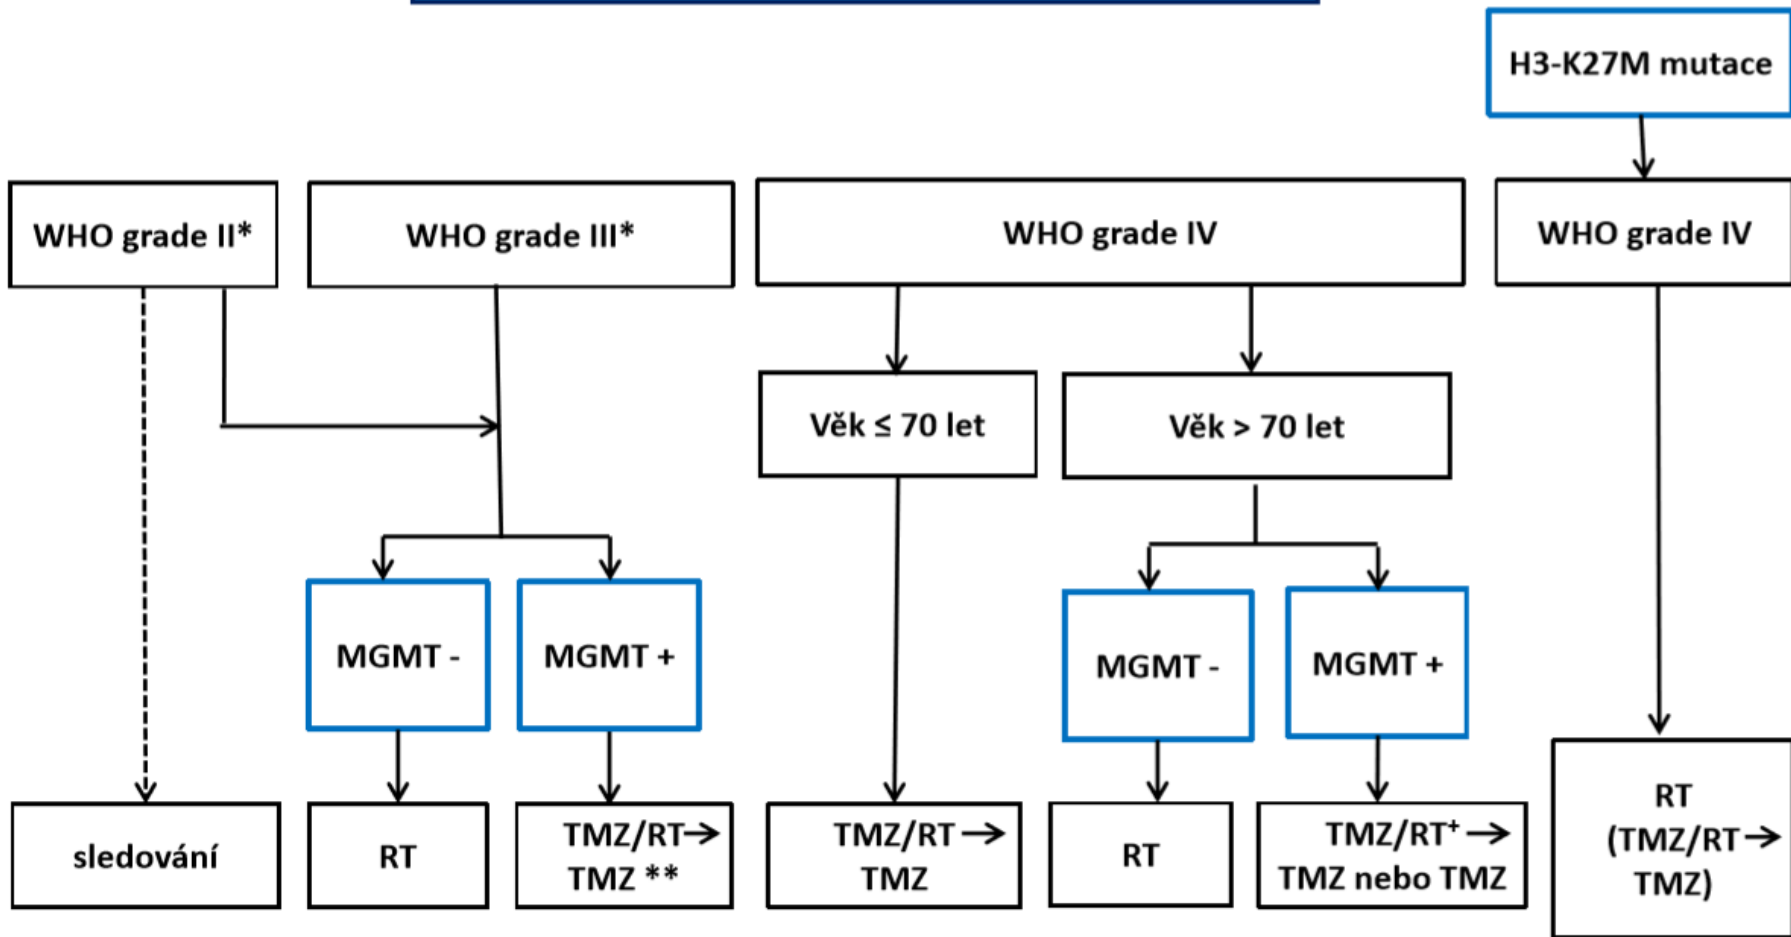 H3-K27M mutace
WHO grade II*
WHO grade III*
WHO grade IV
WHO grade IV
Věk ≤ 70 let
Věk > 70 let
MGMT -
MGMT +
MGMT -
MGMT +
sledování
RT
TMZ/RT→
TMZ **
TMZ/RT →
TMZ
RT
TMZ/RT⁺ →
TMZ nebo TMZ
RT
(TMZ/RT →
TMZ)